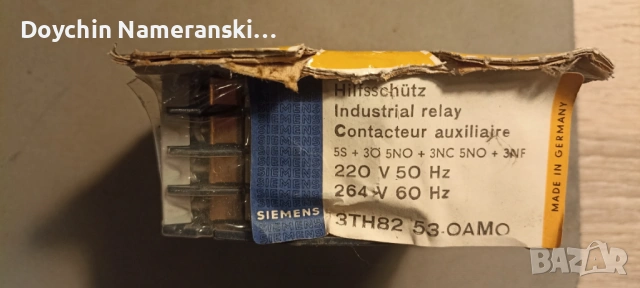 Doychin Nameranski…
Hilfsschütz
Industrial relay
Contacteur auxiliaire
5S + 3Ö 5NO + 3NC 5NO + 3NF
220 V 50 Hz
264 V 60 Hz
SIEMENS
3TH82 53-0AM0
MADE IN GERMANY
BAZAR